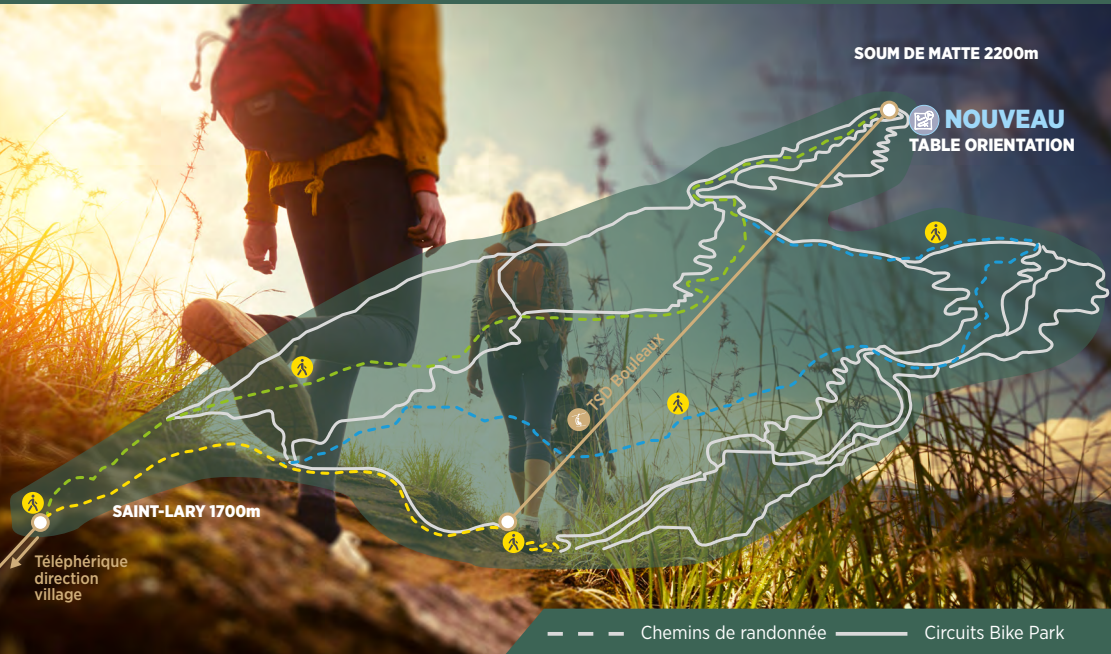 SOUM DE MATTE 2200m
NOUVEAU
TABLE ORIENTATION
TSD Bouleaux
SAINT-LARY 1700m
Téléphérique
direction
village
Chemins de randonnée
Circuits Bike Park